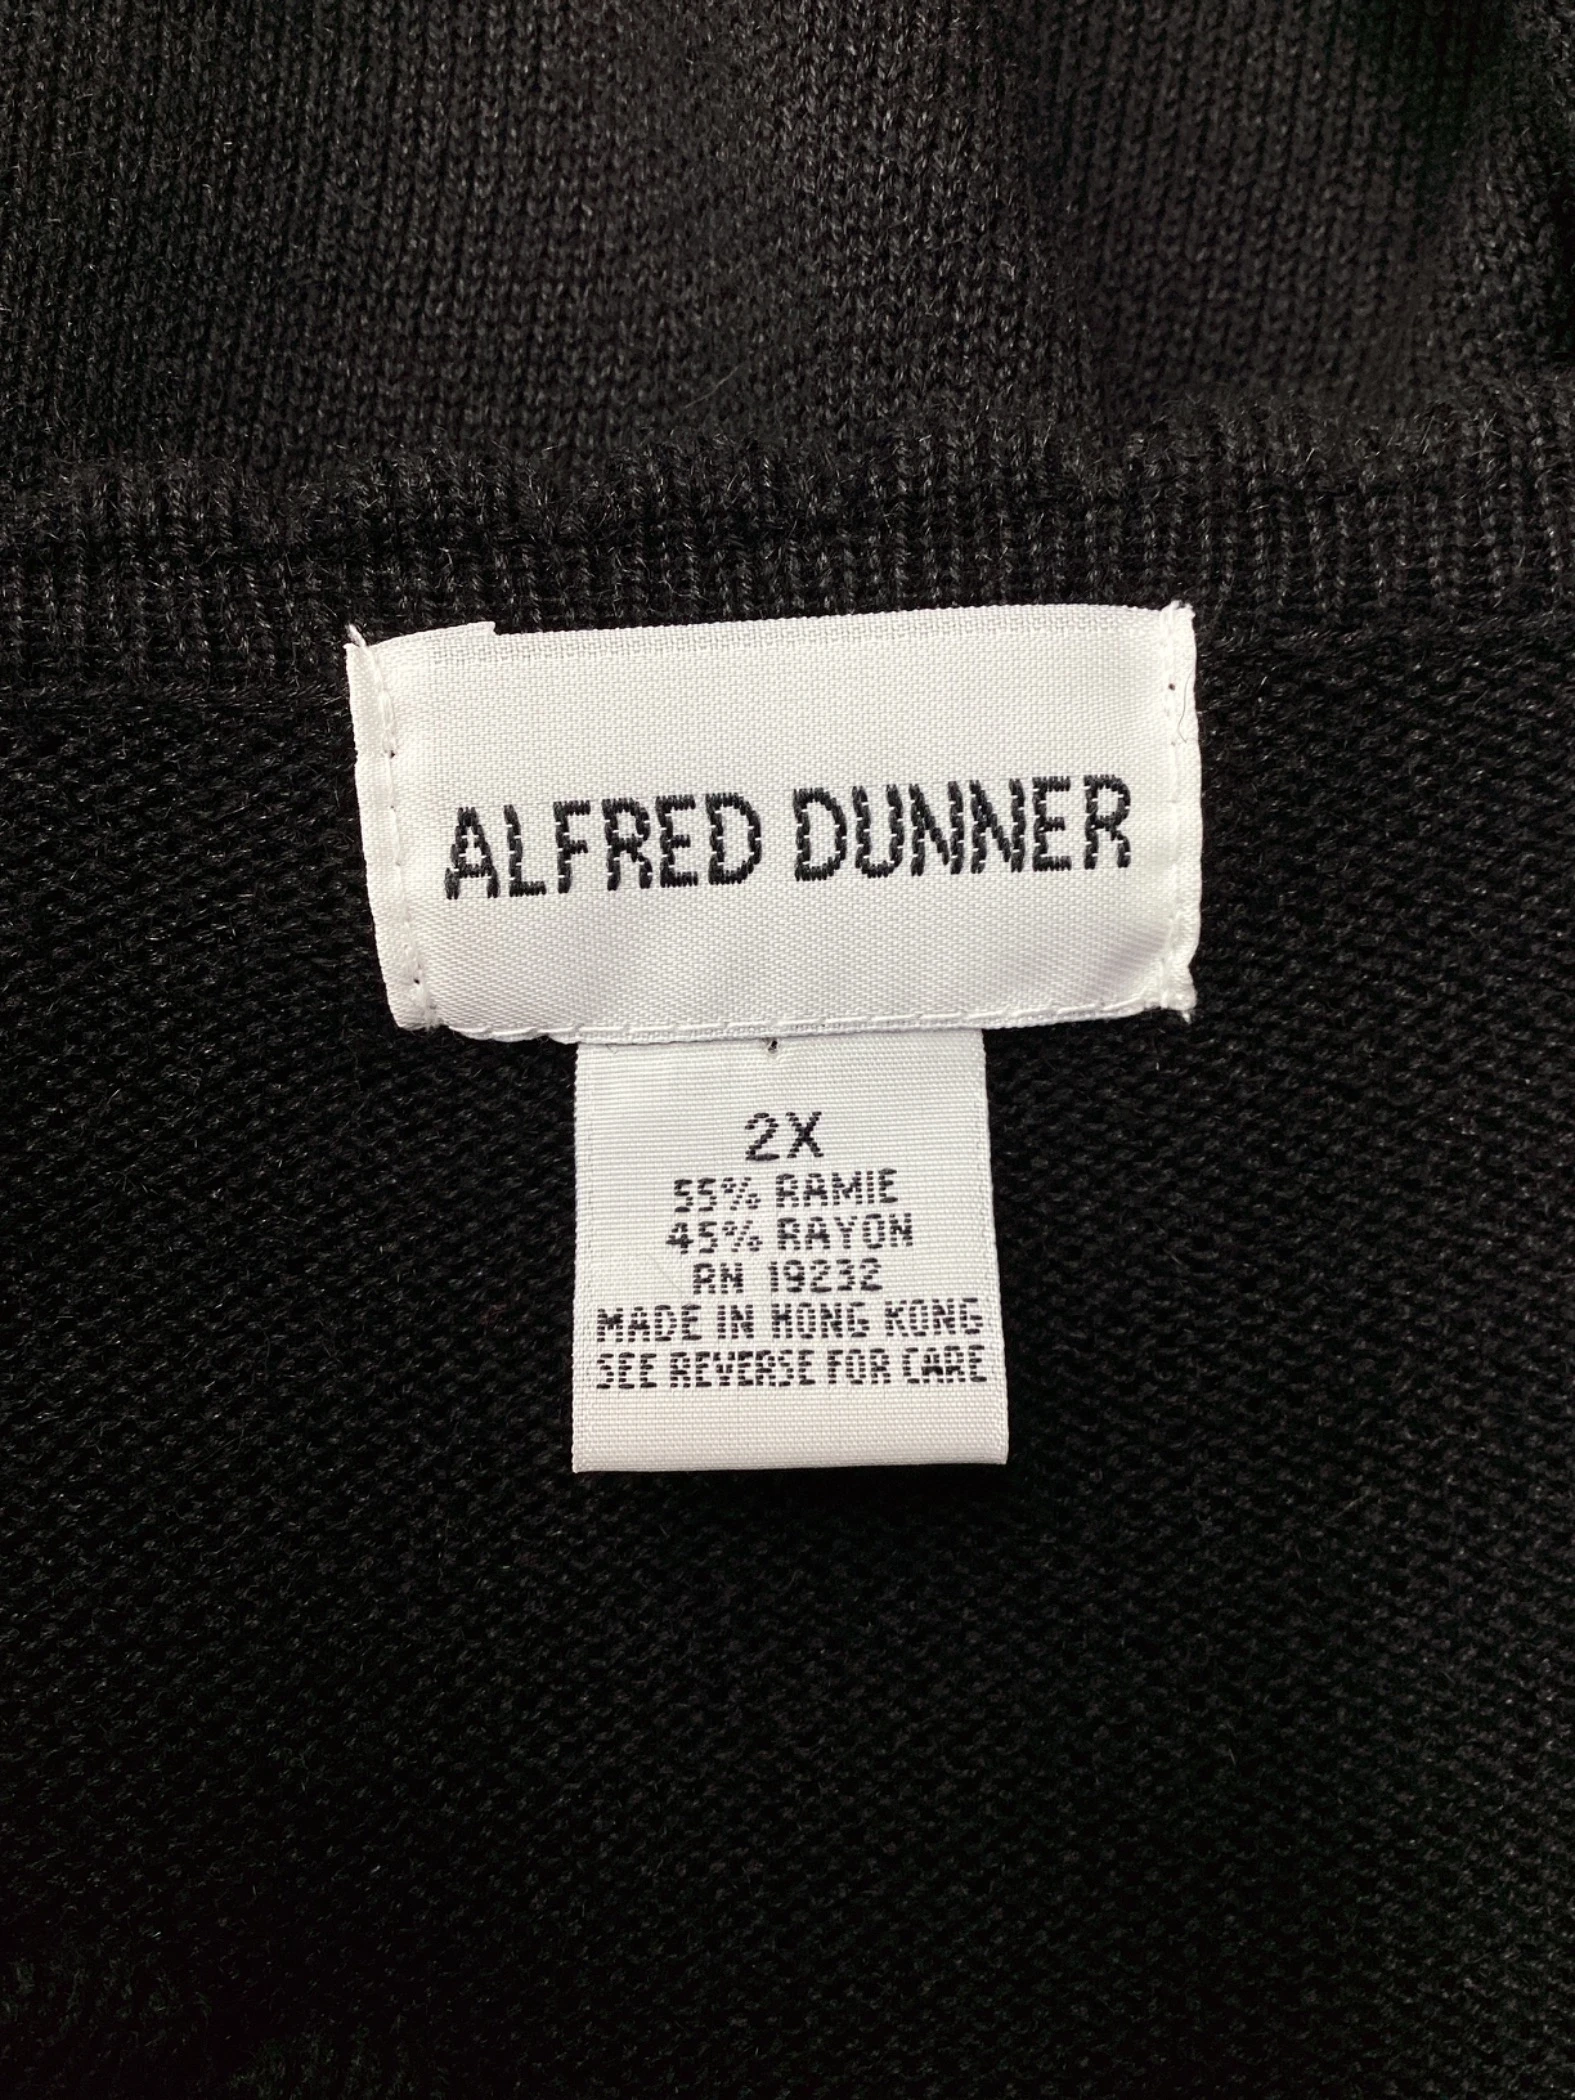 ALFRED DUNNER
2X
55% RAMIE
45% RAYON
RN 19232
MADE IN HONG KONG
SEE REVERSE FOR CARE